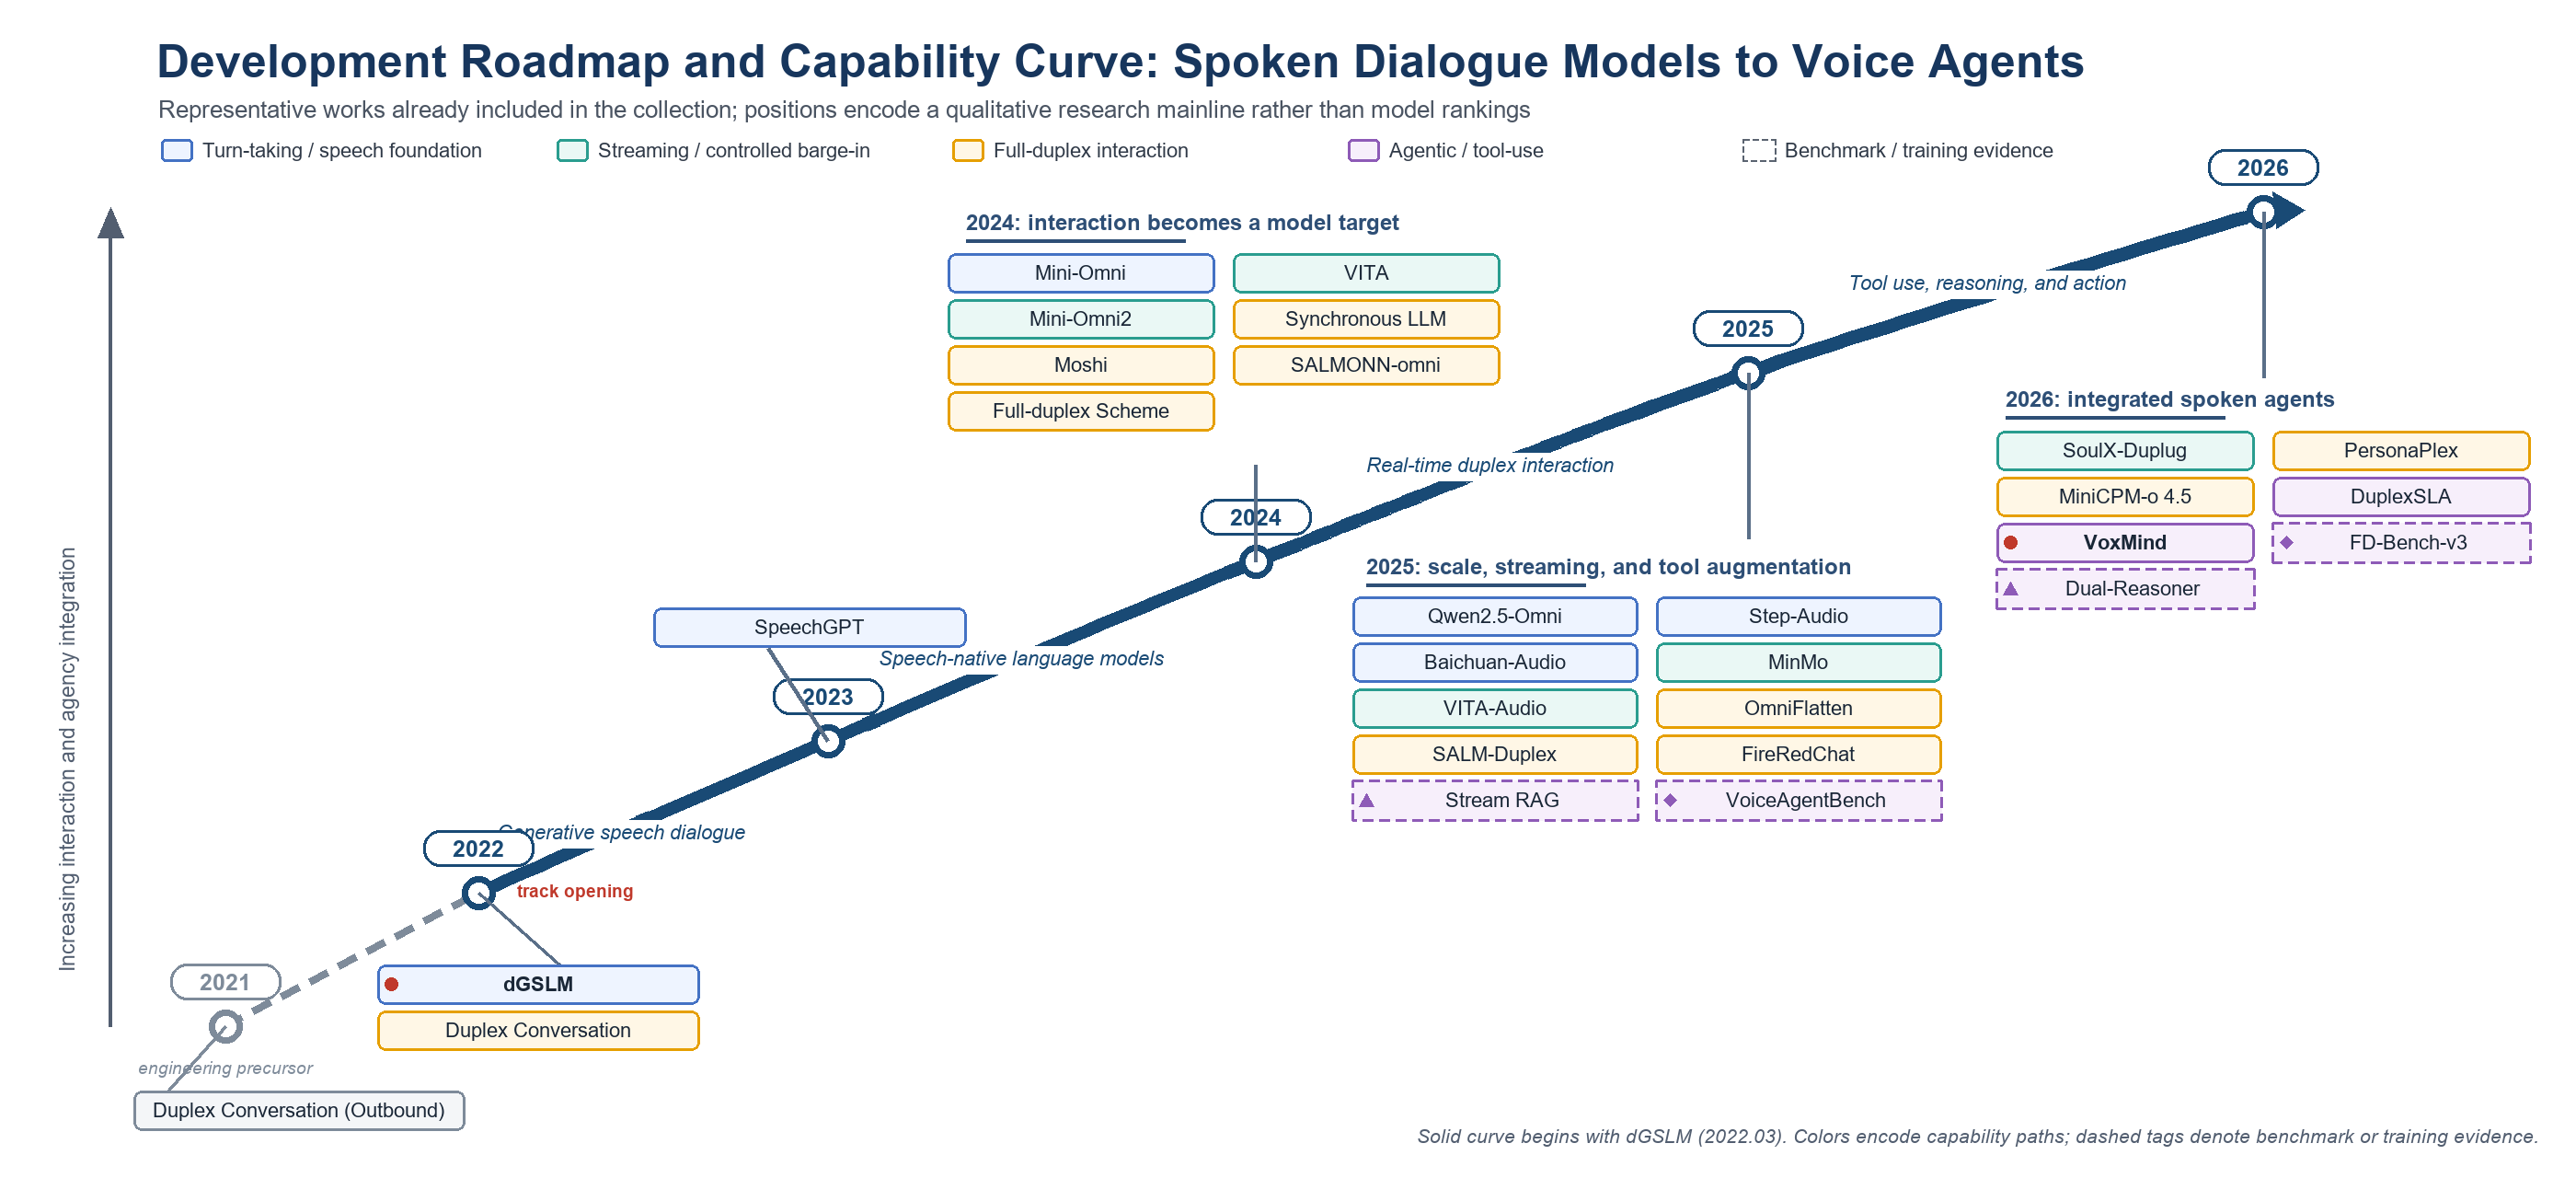 Development Roadmap and Capability Curve: Spoken Dialogue Models to Voice Agents
Representative works already included in the collection; positions encode a qualitative research mainline rather than model rankings
Turn-taking / speech foundation
Streaming / controlled barge-in
Full-duplex interaction
Agentic / tool-use
Benchmark / training evidence
2026
2024: interaction becomes a model target
Mini-Omni
VITA
Mini-Omni2
Synchronous LLM
Moshi
SALMONN-omni
Full-duplex Scheme
Tool use, reasoning, and action
2025
2026: integrated spoken agents
SoulX-Duplug
PersonaPlex
MiniCPM-o 4.5
DuplexSLA
VoxMind
FD-Bench-v3
Dual-Reasoner
Real-time duplex interaction
2024
2025: scale, streaming, and tool augmentation
Qwen2.5-Omni
Step-Audio
Baichuan-Audio
MinMo
VITA-Audio
OmniFlatten
SALM-Duplex
FireRedChat
Stream RAG
VoiceAgentBench
SpeechGPT
Speech-native language models
2023
Generative speech dialogue
2022
track opening
Increasing interaction and agency integration
2021
dGSLM
Duplex Conversation
engineering precursor
Duplex Conversation (Outbound)
Solid curve begins with dGSLM (2022.03). Colors encode capability paths; dashed tags denote benchmark or training evidence.